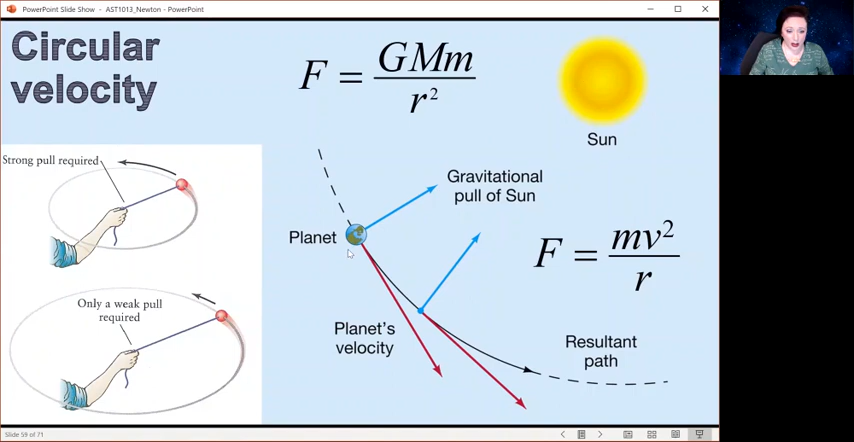 PowerPoint Slide Show - AST1013_Newton - PowerPoint
Circular
velocity
F = GMm / r²
Sun
Strong pull required
Gravitational
pull of Sun
Planet
F = mv² / r
Only a weak pull
required
Planet's
velocity
Resultant
path
Slide 59 of 71